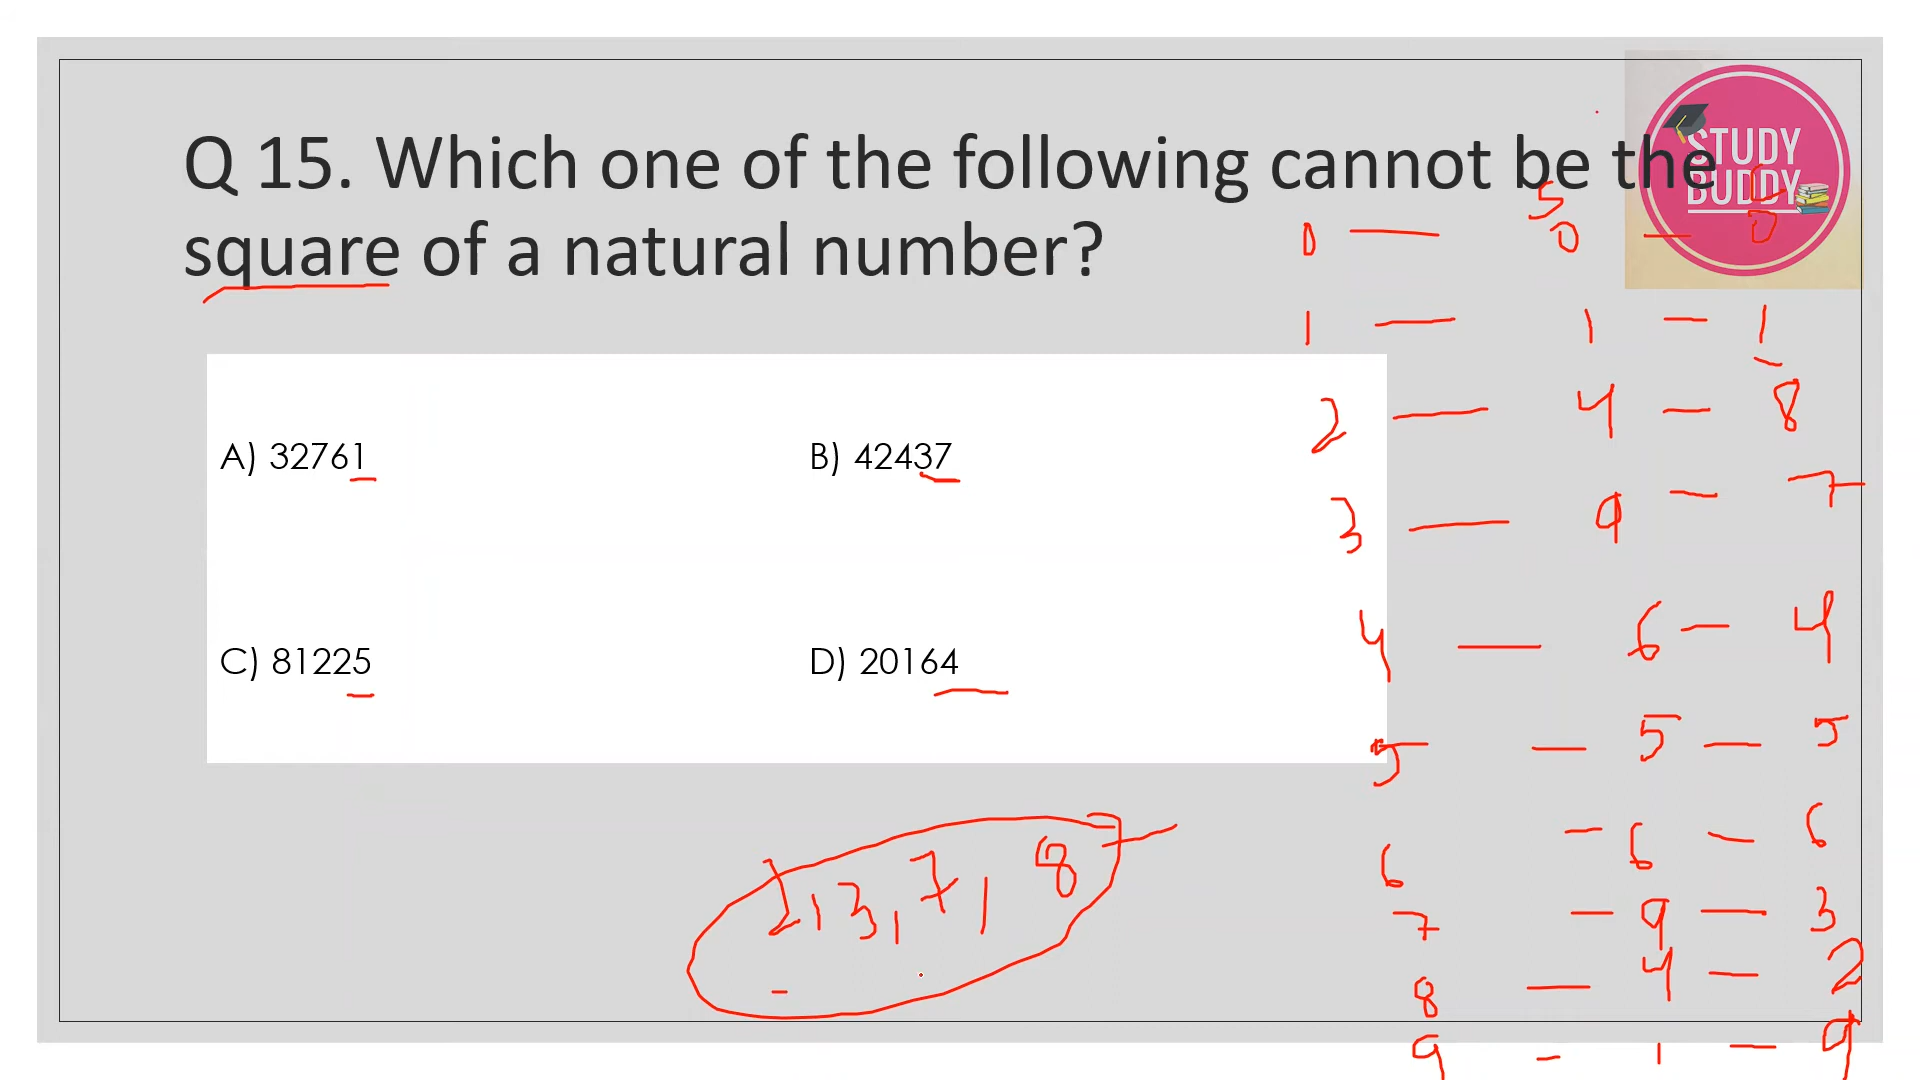 Q 15. Which one of the following cannot be the
square of a natural number?
STUDY
BUDDY
S C
0 — 0 — 0
1 — 1 — 1
2 — 4 — 8
A) 32761 B) 42437
3 — 9 — 7
4 — 6 — 4
C) 81225 D) 20164
5 — 5 — 5
6 — 6 — 6
2, 3, 7, 8
7 — 9 — 3
8 — 4 — 2
9 - 1 — 9